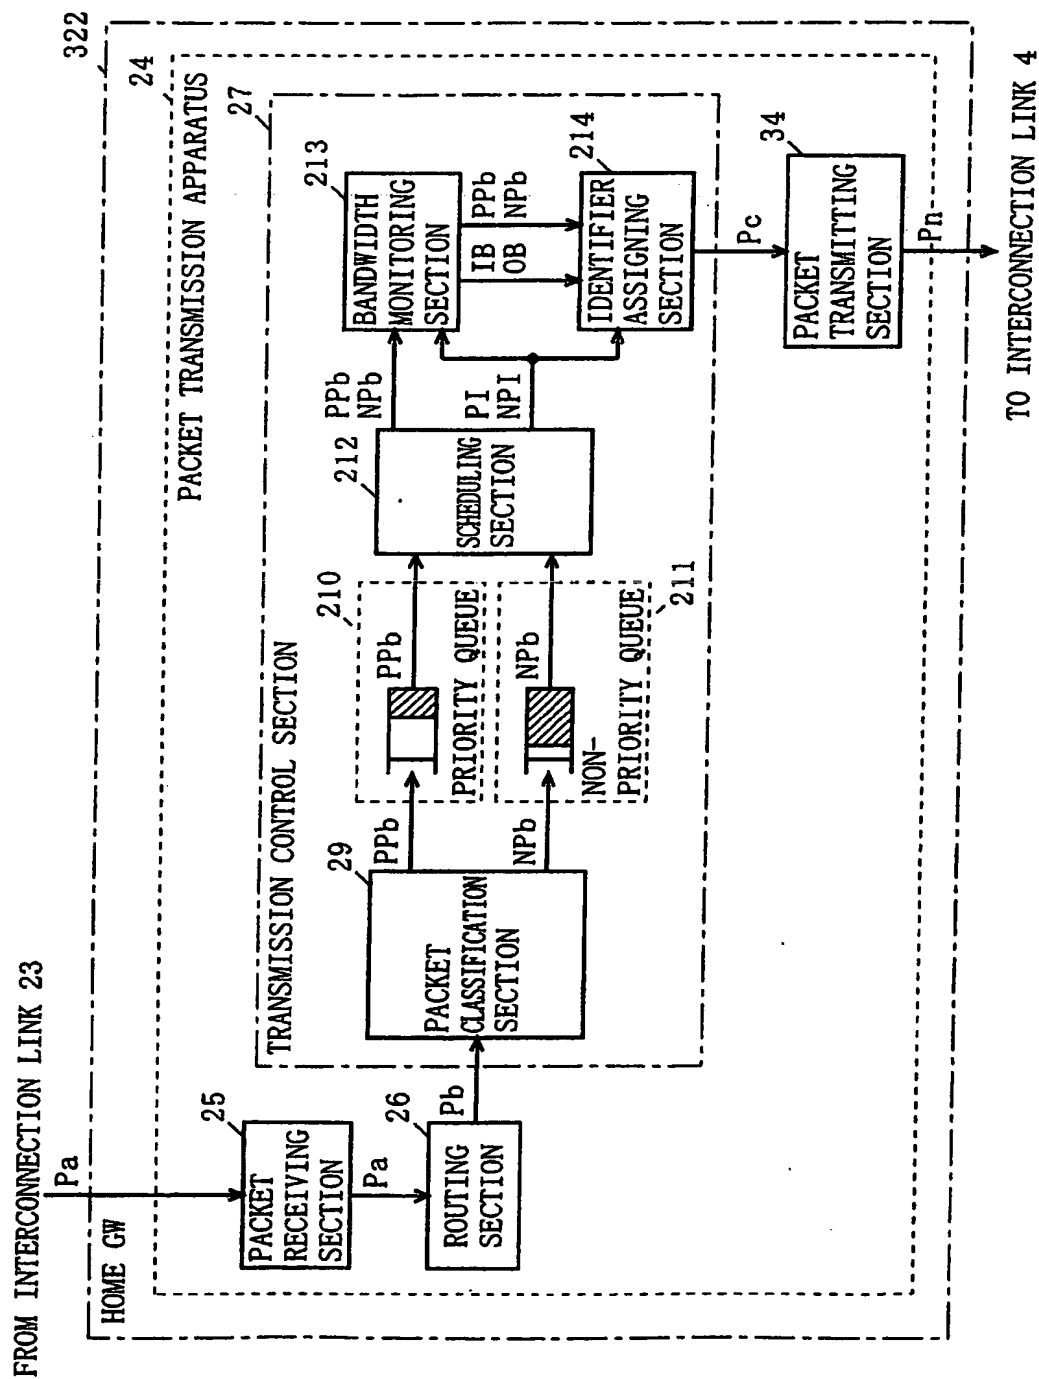 FROM INTERCONNECTION LINK 23
Pa
322
HOME GW
24
PACKET TRANSMISSION APPARATUS
25
PACKET
RECEIVING
SECTION
Pa
26
ROUTING
SECTION
Pb
27
TRANSMISSION CONTROL SECTION
29
PACKET
CLASSIFICATION
SECTION
PPb
NPb
210
PPb
PRIORITY QUEUE
NPb
NON-
PRIORITY QUEUE
211
212
SCHEDULING
SECTION
PPb
NPb
PI
NPI
213
BANDWIDTH
MONITORING
SECTION
IB
OB
PPb
NPb
214
IDENTIFIER
ASSIGNING
SECTION
Pc
34
PACKET
TRANSMITTING
SECTION
Pn
TO INTERCONNECTION LINK 4